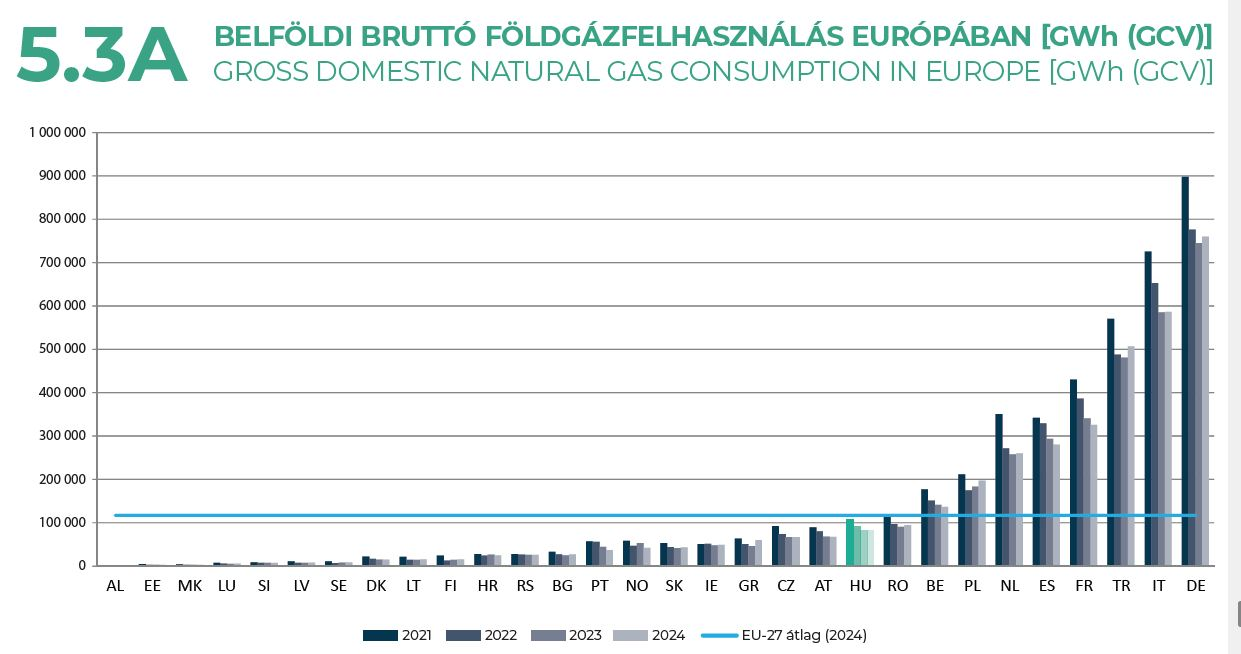 5.3A
BELFÖLDI BRUTTÓ FÖLDGÁZFELHASZNÁLÁS EURÓPÁBAN [GWh (GCV)]
GROSS DOMESTIC NATURAL GAS CONSUMPTION IN EUROPE [GWh (GCV)]
1 000 000
900 000
800 000
700 000
600 000
500 000
400 000
300 000
200 000
100 000
0
AL EE MK LU SI LV SE DK LT FI HR RS BG PT NO SK IE GR CZ AT HU RO BE PL NL ES FR TR IT DE
2021 2022 2023 2024 EU-27 átlag (2024)